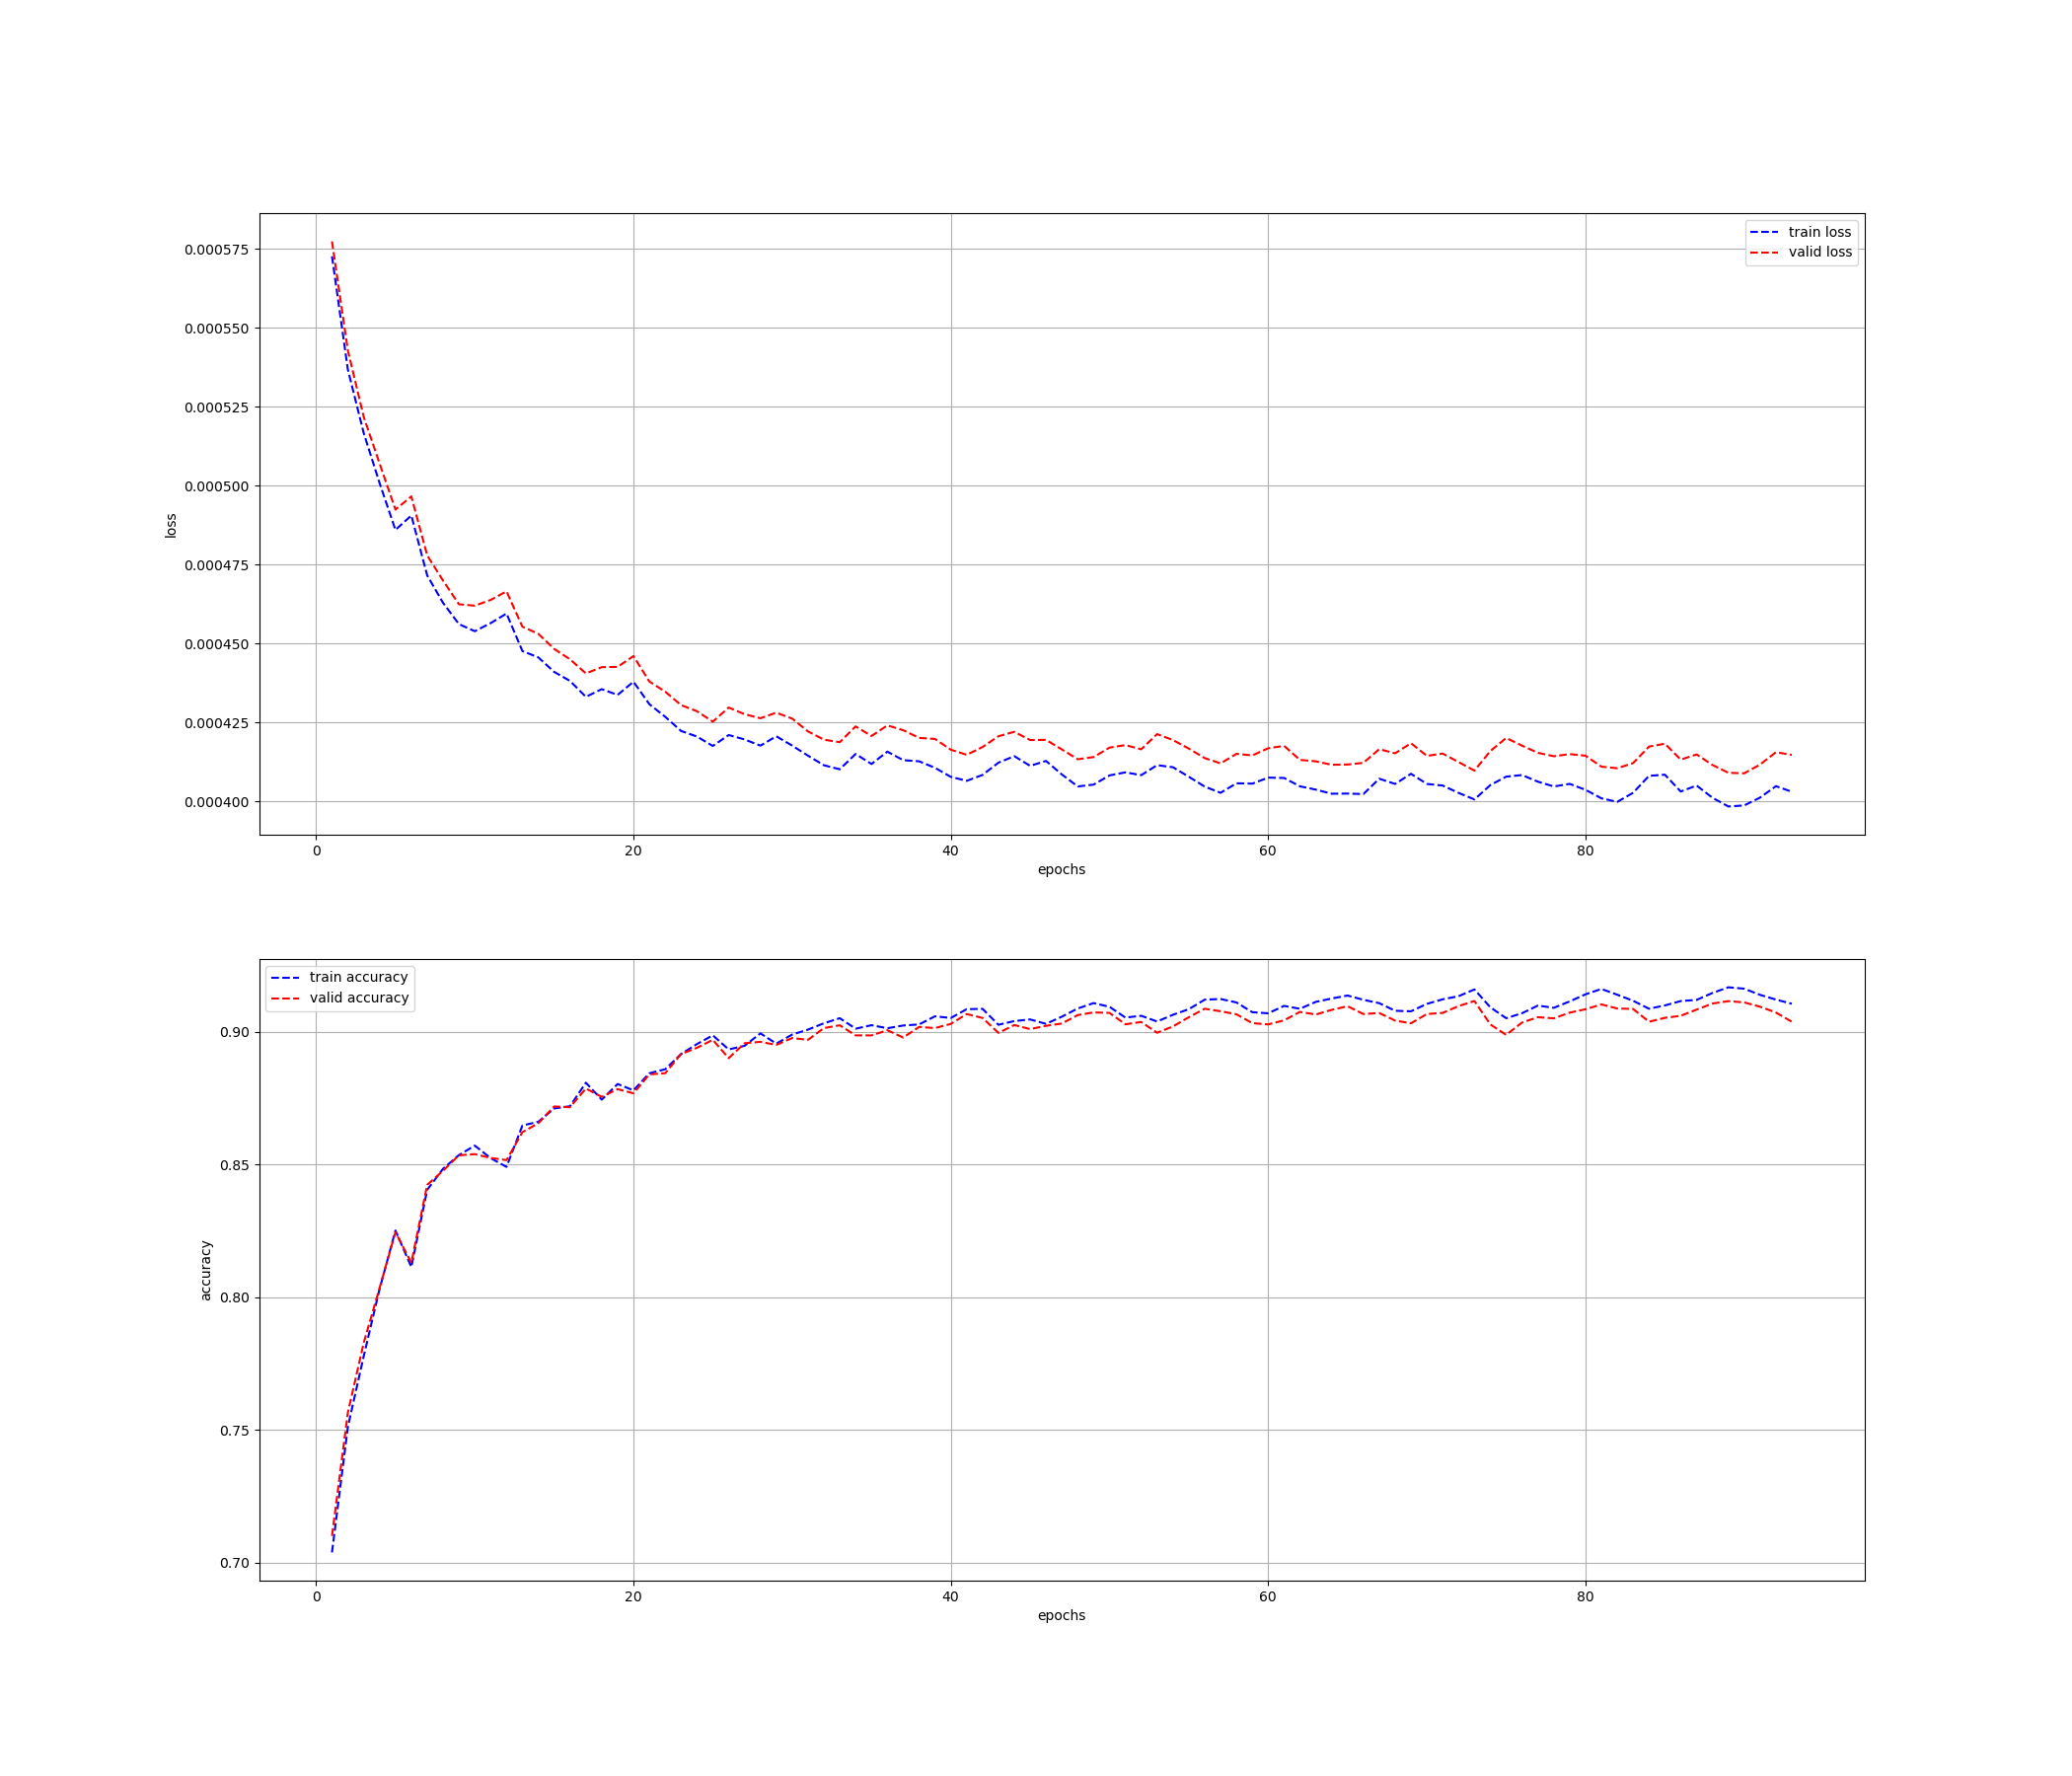 0.000575
0.000550
0.000525
0.000500
0.000475
0.000450
0.000425
0.000400
loss
train loss
valid loss
0 20 40 60 80
epochs
train accuracy
valid accuracy
0.90
0.85
0.80
0.75
0.70
accuracy
0 20 40 60 80
epochs